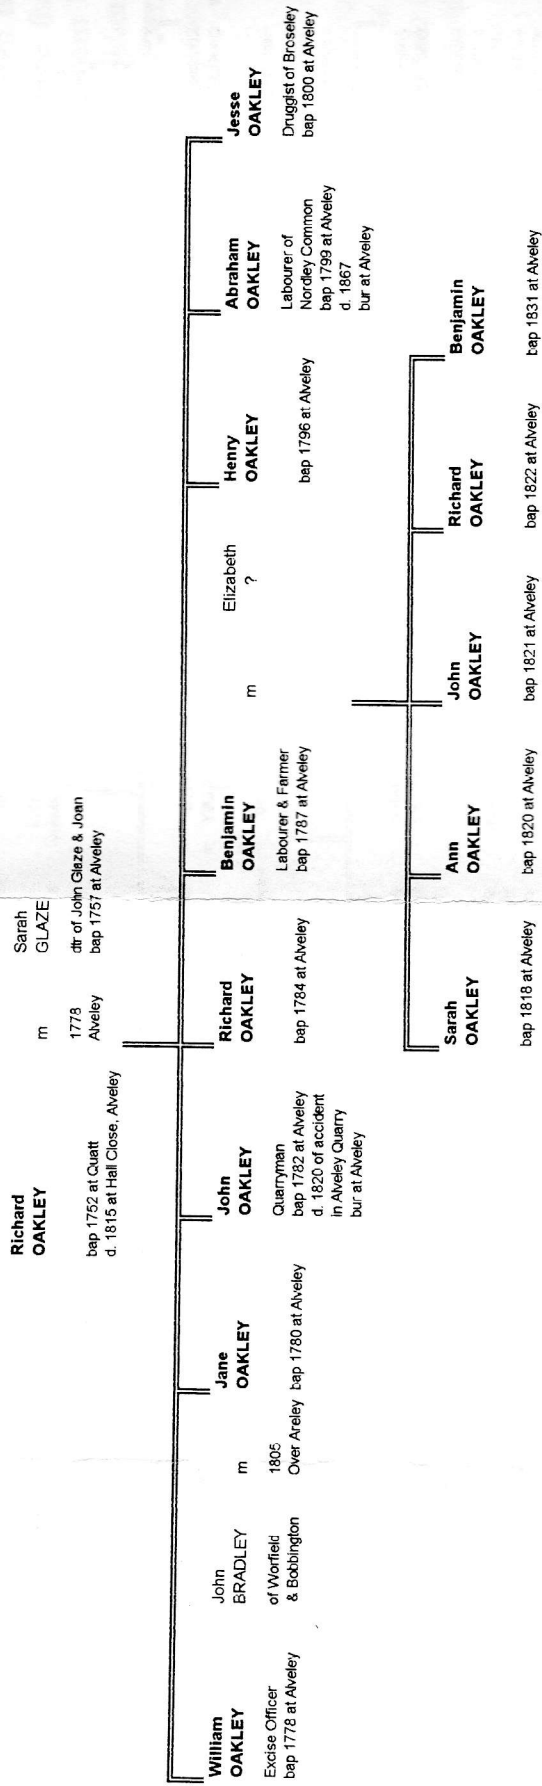 Richard
OAKLEY
bap 1752 at Quatt
d. 1815 at Hall Close, Alveley
m
1778
Alveley
Sarah
GLAZE
dtr of John Glaze & Joan
bap 1757 at Alveley
William
OAKLEY
Excise Officer
bap 1778 at Alveley
John
BRADLEY
of Worfield
& Bobbington
m
1805
Over Areley
Jane
OAKLEY
bap 1780 at Alveley
John
OAKLEY
Quarryman
bap 1782 at Alveley
d. 1820 of accident
in Alveley Quarry
bur at Alveley
Richard
OAKLEY
bap 1784 at Alveley
Benjamin
OAKLEY
Labourer & Farmer
bap 1787 at Alveley
m
Elizabeth
?
Henry
OAKLEY
bap 1796 at Alveley
Abraham
OAKLEY
Labourer of
Nordley Common
bap 1799 at Alveley
d. 1867
bur at Alveley
Jesse
OAKLEY
Druggist of Broseley
bap 1800 at Alveley
Sarah
OAKLEY
bap 1818 at Alveley
Ann
OAKLEY
bap 1820 at Alveley
John
OAKLEY
bap 1821 at Alveley
Richard
OAKLEY
bap 1822 at Alveley
Benjamin
OAKLEY
bap 1831 at Alveley